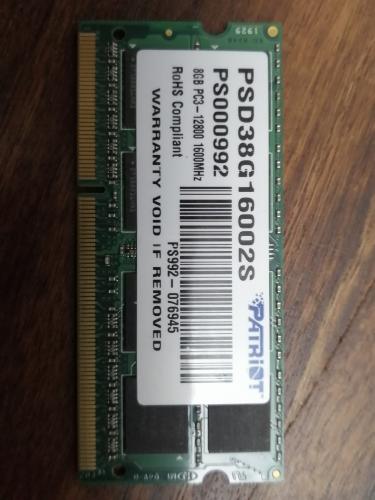 PSD38G16002S
PS000992
8GB PC3-12800 1600MHz
RoHS Compliant
PS992-076945
WARRANTY VOID IF REMOVED
PATRIOT
1929